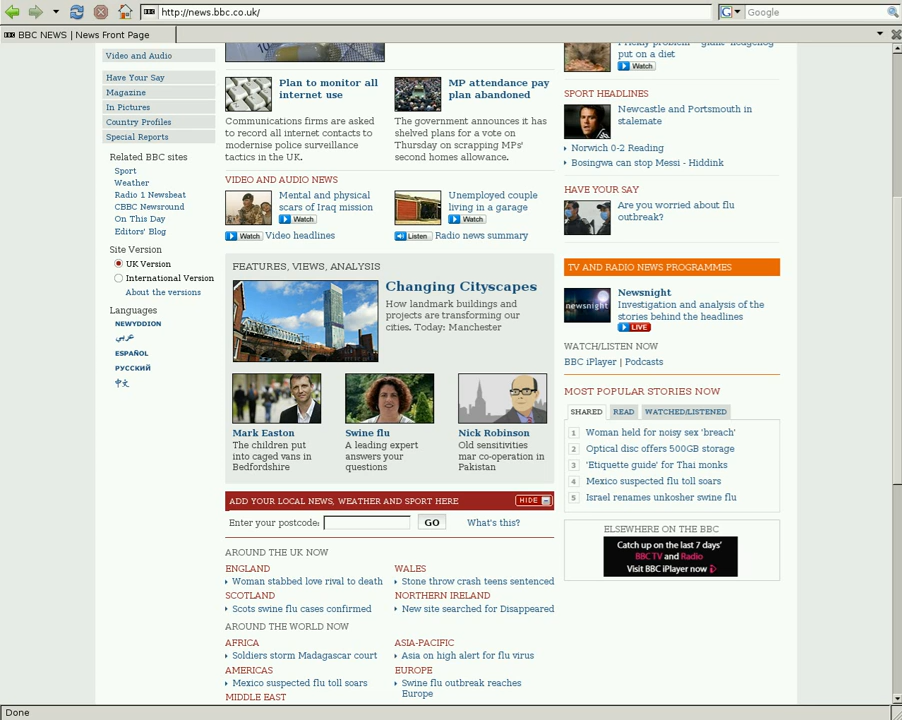 http://news.bbc.co.uk/
Google
BBC NEWS | News Front Page
Video and Audio
Have Your Say
Magazine
In Pictures
Country Profiles
Special Reports
Related BBC sites
Sport
Weather
Radio 1 Newsbeat
CBBC Newsround
On This Day
Editors' Blog
Site Version
UK Version
International Version
About the versions
Languages
NEWYDDION
عربي
ESPAÑOL
РУССКИЙ
中文
Plan to monitor all
internet use
Communications firms are asked
to record all internet contacts to
modernise police surveillance
tactics in the UK.
MP attendance pay
plan abandoned
The government announces it has
shelved plans for a vote on
Thursday on scrapping MPs'
second homes allowance.
VIDEO AND AUDIO NEWS
Mental and physical
scars of Iraq mission
Watch
Unemployed couple
living in a garage
Watch
Watch Video headlines
Listen Radio news summary
FEATURES, VIEWS, ANALYSIS
Changing Cityscapes
How landmark buildings and
projects are transforming our
cities. Today: Manchester
Mark Easton
The children put
into caged vans in
Bedfordshire
Swine flu
A leading expert
answers your
questions
Nick Robinson
Old sensitivities
mar co-operation in
Pakistan
ADD YOUR LOCAL NEWS, WEATHER AND SPORT HERE
HIDE
Enter your postcode:
GO
What's this?
AROUND THE UK NOW
ENGLAND
Woman stabbed love rival to death
WALES
Stone throw crash teens sentenced
SCOTLAND
Scots swine flu cases confirmed
NORTHERN IRELAND
New site searched for Disappeared
AROUND THE WORLD NOW
AFRICA
Soldiers storm Madagascar court
ASIA-PACIFIC
Asia on high alert for flu virus
AMERICAS
Mexico suspected flu toll soars
EUROPE
Swine flu outbreak reaches
Europe
MIDDLE EAST
Prickly problem - giant hedgehog
put on a diet
Watch
SPORT HEADLINES
Newcastle and Portsmouth in
stalemate
Norwich 0-2 Reading
Bosingwa can stop Messi - Hiddink
HAVE YOUR SAY
Are you worried about flu
outbreak?
TV AND RADIO NEWS PROGRAMMES
newsnight
Newsnight
Investigation and analysis of the
stories behind the headlines
LIVE
WATCH/LISTEN NOW
BBC iPlayer | Podcasts
MOST POPULAR STORIES NOW
SHARED READ WATCHED/LISTENED
1 Woman held for noisy sex 'breach'
2 Optical disc offers 500GB storage
3 'Etiquette guide' for Thai monks
4 Mexico suspected flu toll soars
5 Israel renames unkosher swine flu
ELSEWHERE ON THE BBC
Catch up on the last 7 days'
BBC TV and Radio
Visit BBC iPlayer now
Done